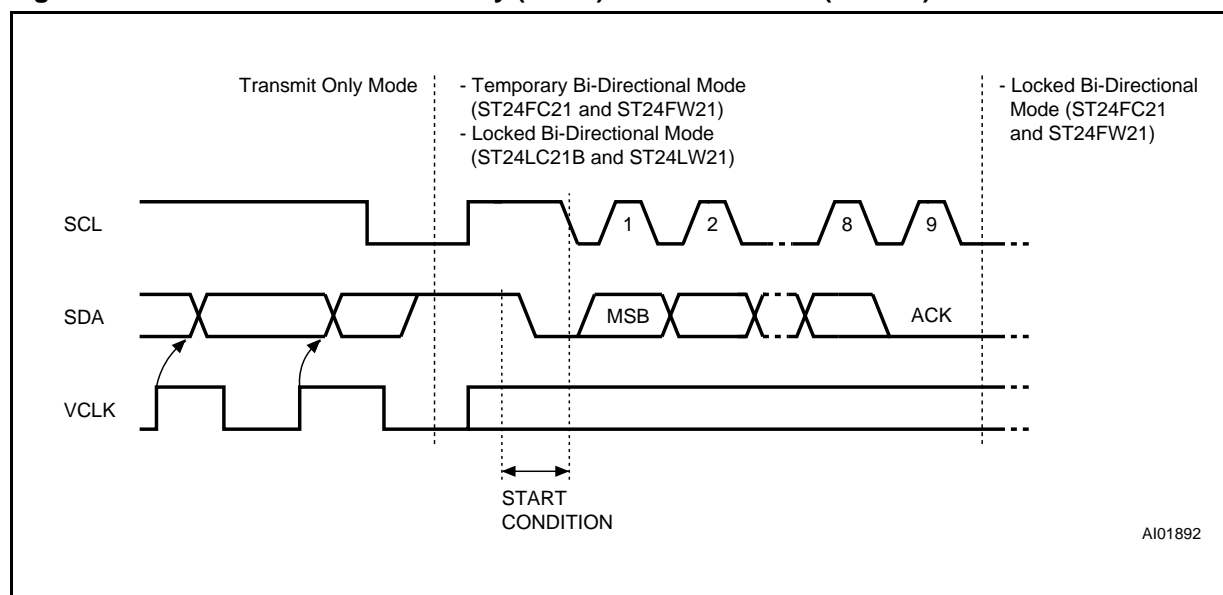 Transmit Only Mode
- Temporary Bi-Directional Mode
(ST24FC21 and ST24FW21)
- Locked Bi-Directional Mode
(ST24LC21B and ST24LW21)
- Locked Bi-Directional
Mode (ST24FC21
and ST24FW21)
SCL
1
2
8
9
SDA
MSB
ACK
VCLK
START
CONDITION
AI01892